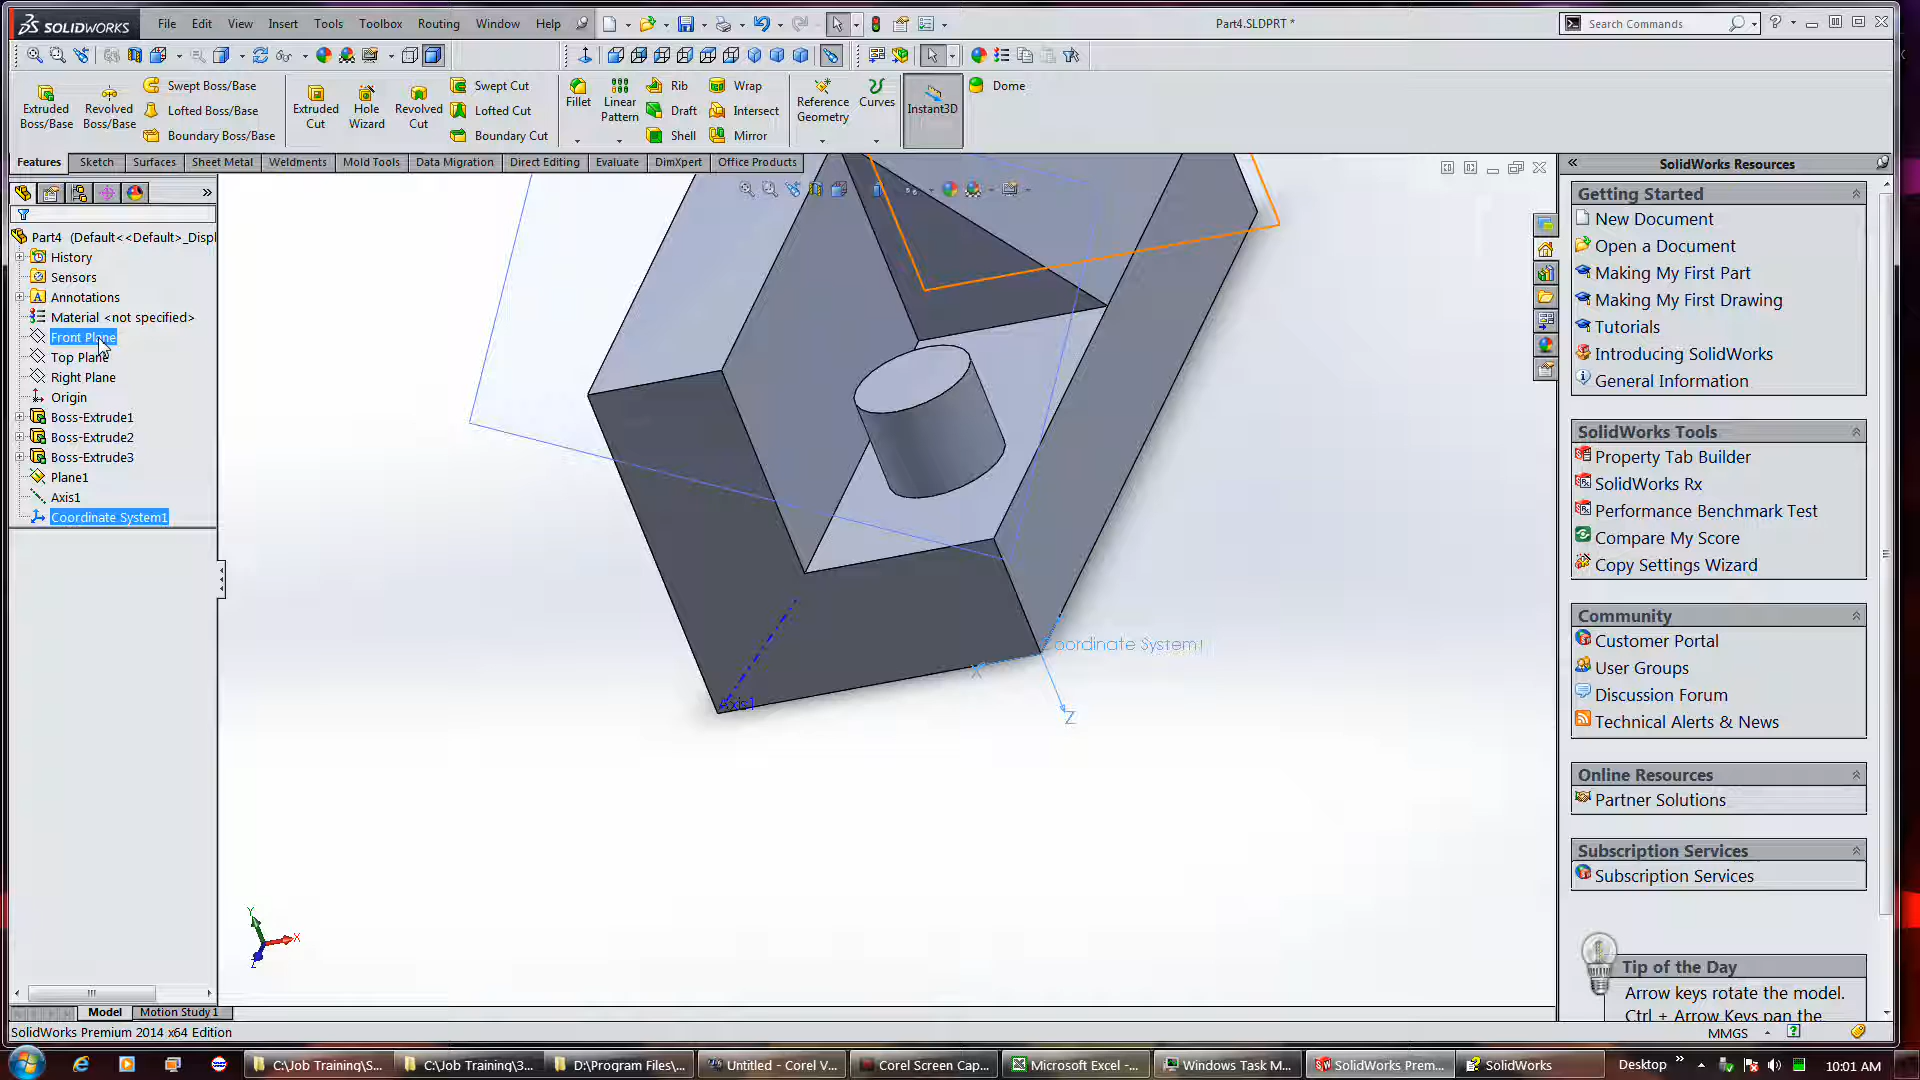 SOLIDWORKS File Edit View Insert Tools Toolbox Routing Window Help Part4.SLDPRT * Search Commands
Extruded Boss/Base
Revolved Boss/Base
Swept Boss/Base
Lofted Boss/Base
Boundary Boss/Base
Extruded Cut
Hole Wizard
Revolved Cut
Swept Cut
Lofted Cut
Boundary Cut
Fillet
Linear Pattern
Rib
Draft
Shell
Wrap
Intersect
Mirror
Reference Geometry
Curves
Instant3D
Dome
Features Sketch Surfaces Sheet Metal Weldments Mold Tools Data Migration Direct Editing Evaluate DimXpert Office Products
Part4 (Default<<Default>_Displ
History
Sensors
Annotations
Material <not specified>
Front Plane
Top Plane
Right Plane
Origin
Boss-Extrude1
Boss-Extrude2
Boss-Extrude3
Plane1
Axis1
Coordinate System1
Coordinate System1
X
Z
Axis1
Y
X
Z
SolidWorks Resources
Getting Started
New Document
Open a Document
Making My First Part
Making My First Drawing
Tutorials
Introducing SolidWorks
General Information
SolidWorks Tools
Property Tab Builder
SolidWorks Rx
Performance Benchmark Test
Compare My Score
Copy Settings Wizard
Community
Customer Portal
User Groups
Discussion Forum
Technical Alerts & News
Online Resources
Partner Solutions
Subscription Services
Subscription Services
Tip of the Day
Arrow keys rotate the model.
Ctrl + Arrow Keys pan the
Model Motion Study 1
SolidWorks Premium 2014 x64 Edition MMGS
C:\Job Training\S... C:\Job Training\3... D:\Program Files\... Untitled - Corel V... Corel Screen Cap... Microsoft Excel -... Windows Task M... SolidWorks Prem... SolidWorks Desktop 10:01 AM